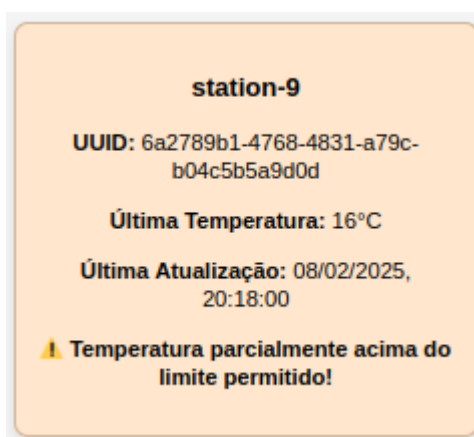 station-9
UUID: 6a2789b1-4768-4831-a79c-
b04c5b5a9d0d
Última Temperatura: 16°C
Última Atualização: 08/02/2025,
20:18:00
⚠️ Temperatura parcialmente acima do
limite permitido!